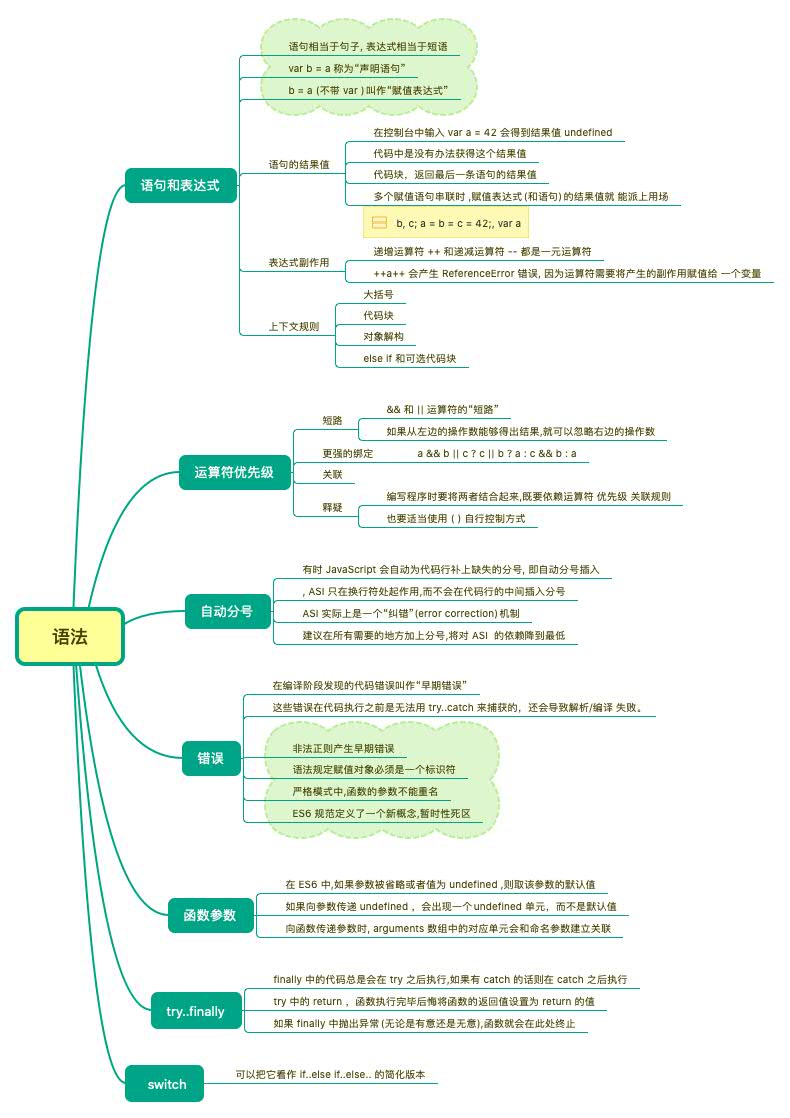 语法
语句和表达式
语句相当于句子, 表达式相当于短语
var b = a 称为“声明语句”
b = a (不带 var )叫作“赋值表达式”
语句的结果值
在控制台中输入 var a = 42 会得到结果值 undefined
代码中是没有办法获得这个结果值
代码块，返回最后一条语句的结果值
多个赋值语句串联时 ,赋值表达式(和语句)的结果值就 能派上用场
b, c; a = b = c = 42;, var a
表达式副作用
递增运算符 ++ 和递减运算符 -- 都是一元运算符
++a++ 会产生 ReferenceError 错误, 因为运算符需要将产生的副作用赋值给 一个变量
上下文规则
大括号
代码块
对象解构
else if 和可选代码块
运算符优先级
短路
&& 和 || 运算符的“短路”
如果从左边的操作数能够得出结果,就可以忽略右边的操作数
更强的绑定
a && b || c ? c || b ? a : c && b : a
关联
释疑
编写程序时要将两者结合起来,既要依赖运算符 优先级 关联规则
也要适当使用 ( ) 自行控制方式
自动分号
有时 JavaScript 会自动为代码行补上缺失的分号, 即自动分号插入
, ASI 只在换行符处起作用,而不会在代码行的中间插入分号
ASI 实际上是一个“纠错”(error correction)机制
建议在所有需要的地方加上分号,将对 ASI 的依赖降到最低
错误
在编译阶段发现的代码错误叫作“早期错误”
这些错误在代码执行之前是无法用 try..catch 来捕获的，还会导致解析/编译 失败。
非法正则产生早期错误
语法规定赋值对象必须是一个标识符
严格模式中,函数的参数不能重名
ES6 规范定义了一个新概念,暂时性死区
函数参数
在 ES6 中,如果参数被省略或者值为 undefined ,则取该参数的默认值
如果向参数传递 undefined ，会出现一个undefined 单元，而不是默认值
向函数传递参数时, arguments 数组中的对应单元会和命名参数建立关联
try..finally
finally 中的代码总是会在 try 之后执行,如果有 catch 的话则在 catch 之后执行
try 中的 return ，函数执行完毕后悔将函数的返回值设置为 return 的值
如果 finally 中抛出异常(无论是有意还是无意),函数就会在此处终止
switch
可以把它看作 if..else if..else.. 的简化版本